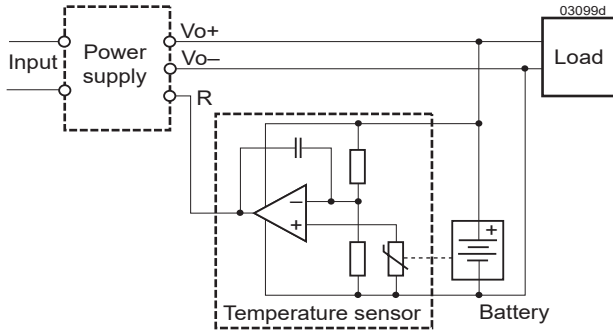 03099d
Vo+
Power
supply
Input
Vo–
Load
R
–
+
+
Temperature sensor
Battery